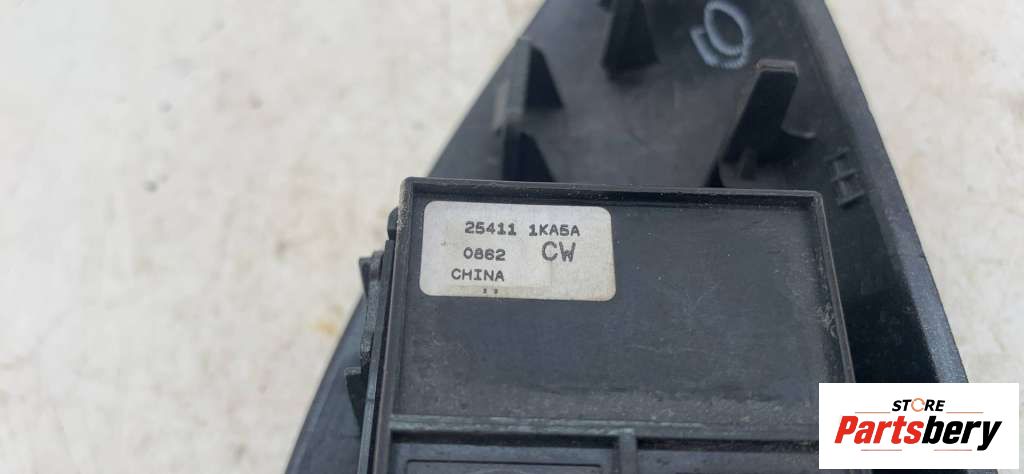 25411 1KA5A
0862 CW
CHINA
STORE
Partsbery